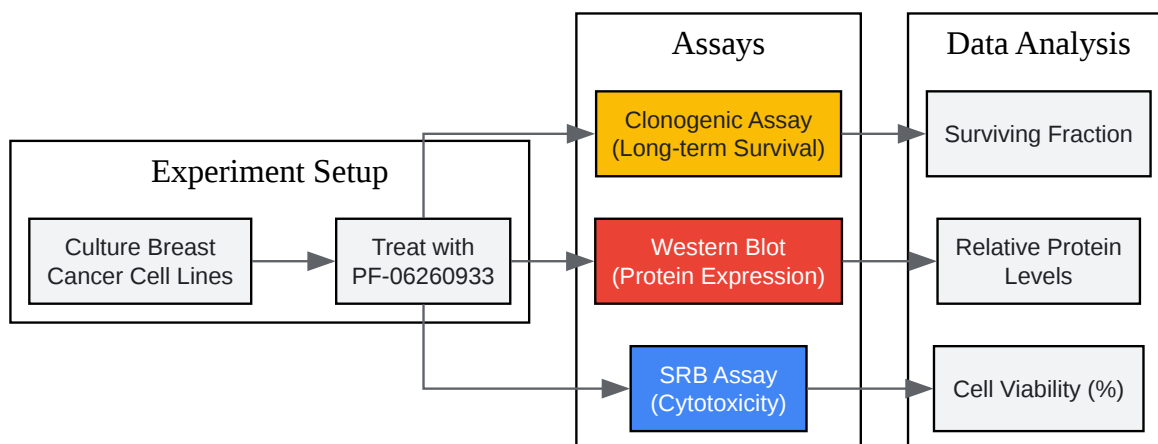 Assays
Data Analysis
Experiment Setup
Clonogenic Assay
(Long-term Survival)
Surviving Fraction
Culture Breast
Cancer Cell Lines
Treat with
PF-06260933
Western Blot
(Protein Expression)
Relative Protein
Levels
SRB Assay
(Cytotoxicity)
Cell Viability (%)